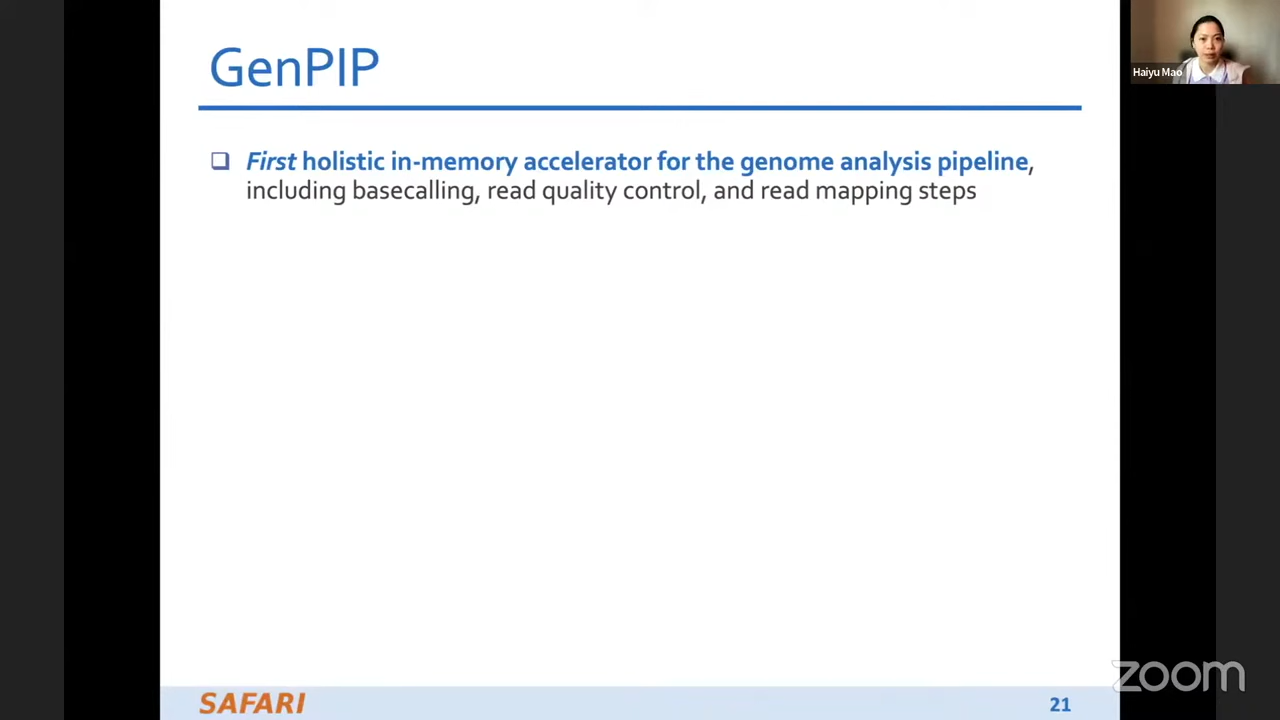 GenPIP
Haiyu Mao
First holistic in-memory accelerator for the genome analysis pipeline,
including basecalling, read quality control, and read mapping steps
SAFARI
21
zoom